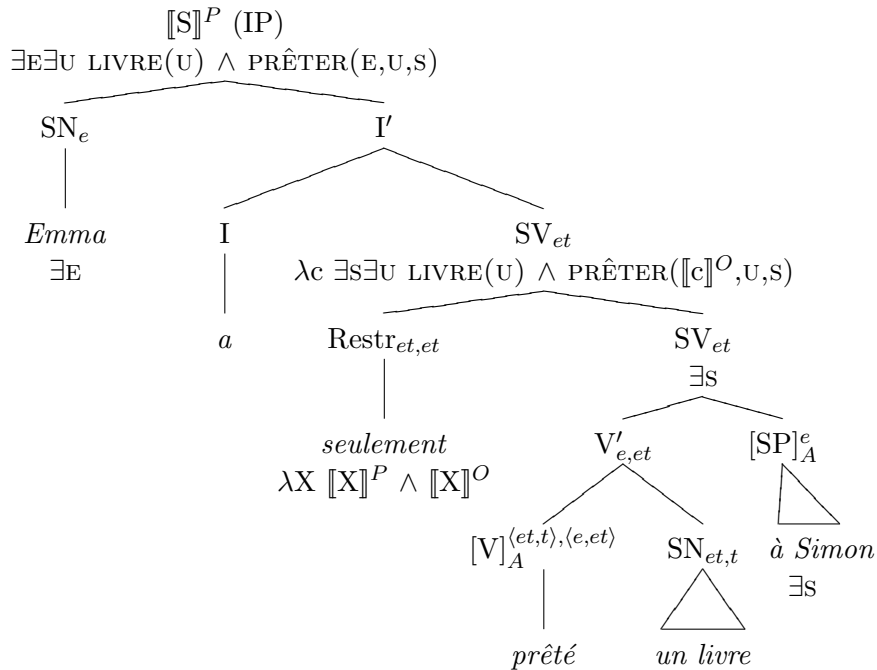 ⟦S⟧^P (IP)
∃E∃U LIVRE(U) ∧ PRÊTER(E,U,S)
SN_e I′
Emma I SV_et
∃E λc ∃S∃U LIVRE(U) ∧ PRÊTER(⟦c⟧^O,U,S)
a Restr_et,et SV_et
∃S
seulement V′_e,et [SP]_A^e
λX ⟦X⟧^P ∧ ⟦X⟧^O
[V]_A^⟨et,t⟩,⟨e,et⟩ SN_et,t à Simon
∃S
prêté un livre